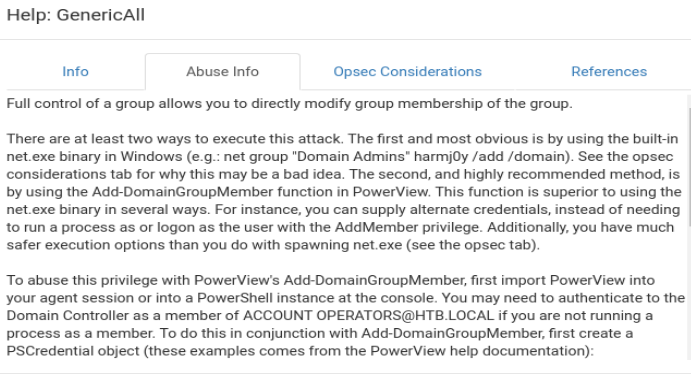 Help: GenericAll
Info
Abuse Info
Opsec Considerations
References
Full control of a group allows you to directly modify group membership of the group.
There are at least two ways to execute this attack. The first and most obvious is by using the built-in
net.exe binary in Windows (e.g.: net group "Domain Admins" harmj0y /add /domain). See the opsec
considerations tab for why this may be a bad idea. The second, and highly recommended method, is
by using the Add-DomainGroupMember function in PowerView. This function is superior to using the
net.exe binary in several ways. For instance, you can supply alternate credentials, instead of needing
to run a process as or logon as the user with the AddMember privilege. Additionally, you have much
safer execution options than you do with spawning net.exe (see the opsec tab).
To abuse this privilege with PowerView's Add-DomainGroupMember, first import PowerView into
your agent session or into a PowerShell instance at the console. You may need to authenticate to the
Domain Controller as a member of ACCOUNT OPERATORS@HTB.LOCAL if you are not running a
process as a member. To do this in conjunction with Add-DomainGroupMember, first create a
PSCredential object (these examples comes from the PowerView help documentation):